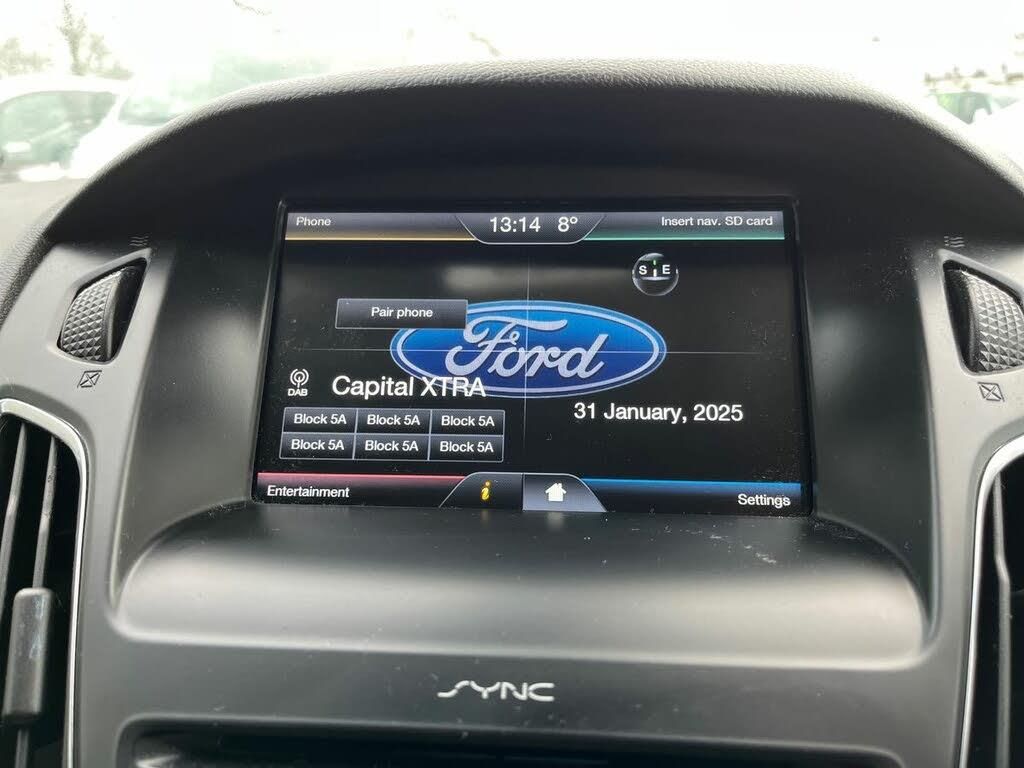 Phone
13:14 8°
Insert nav. SD card
S E
Pair phone
Ford
DAB
Capital XTRA
31 January, 2025
Block 5A Block 5A Block 5A
Block 5A Block 5A Block 5A
Entertainment
i
Settings
SYNC